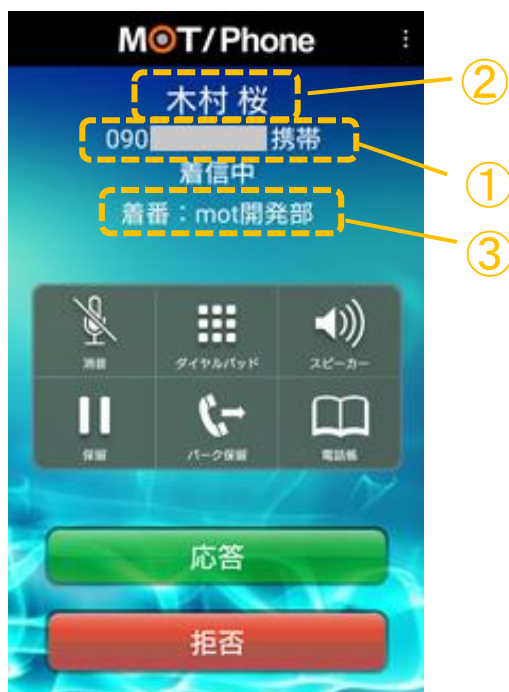 MOT/Phone
木村 桜
②
090 携帯
①
着信中
着番：mot開発部
③
消音
ダイヤルパッド
スピーカー
保留
パーク保留
電話帳
応答
拒否